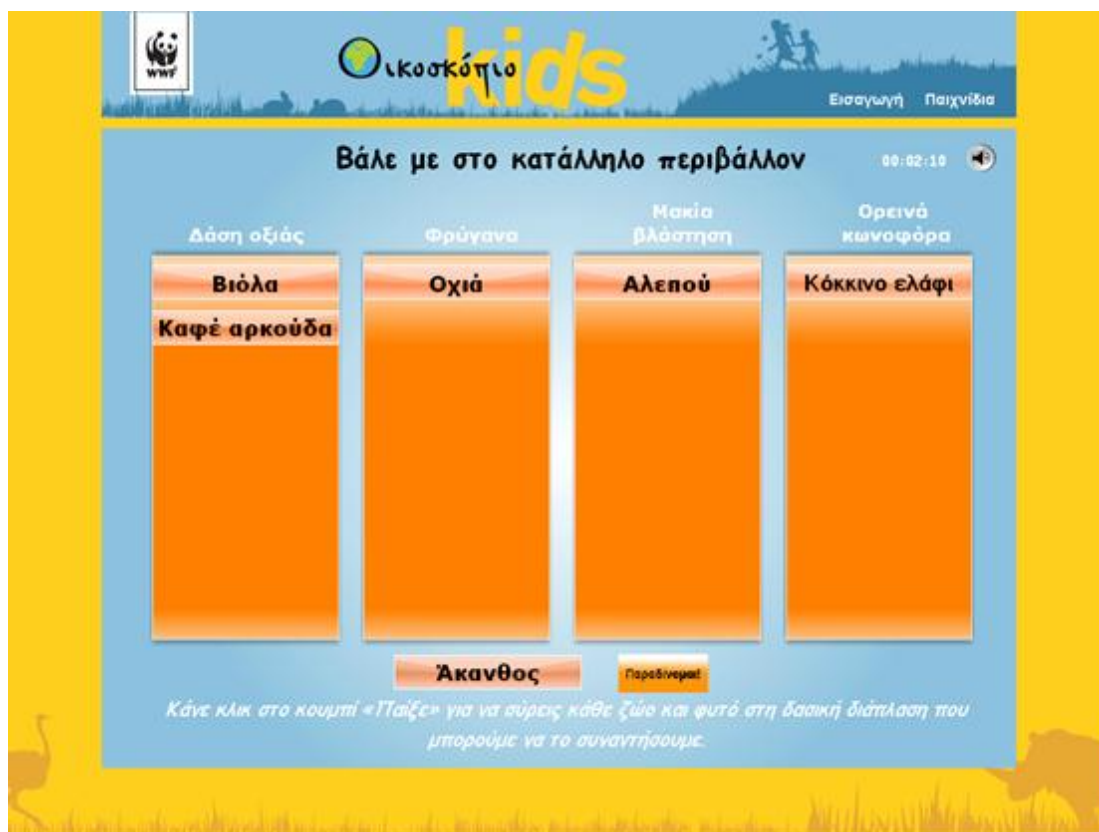 WWF
Οικοσκόπιο kids
Εισαγωγή Παιχνίδια
Βάλε με στο κατάλληλο περιβάλλον
00:02:10
Δάση οξιάς
Φρύγανα
Μακία
βλάστηση
Ορεινά
κωνοφόρα
Βιόλα
Καφέ αρκούδα
Οχιά
Αλεπού
Κόκκινο ελάφι
Άκανθος
Παραδίνομαι!
Κάνε κλικ στο κουμπί «Παίξε» για να σύρεις κάθε ζώο και φυτό στη δασική διάπλαση που
μπορούμε να το συναντήσουμε.